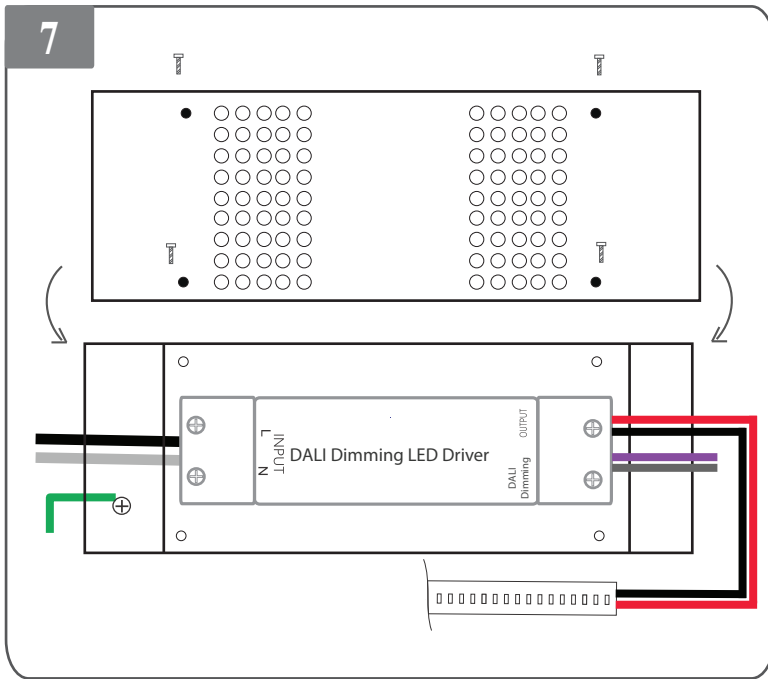 7
INPUT
L
N
DALI Dimming LED Driver
OUTPUT
DALI
Dimming